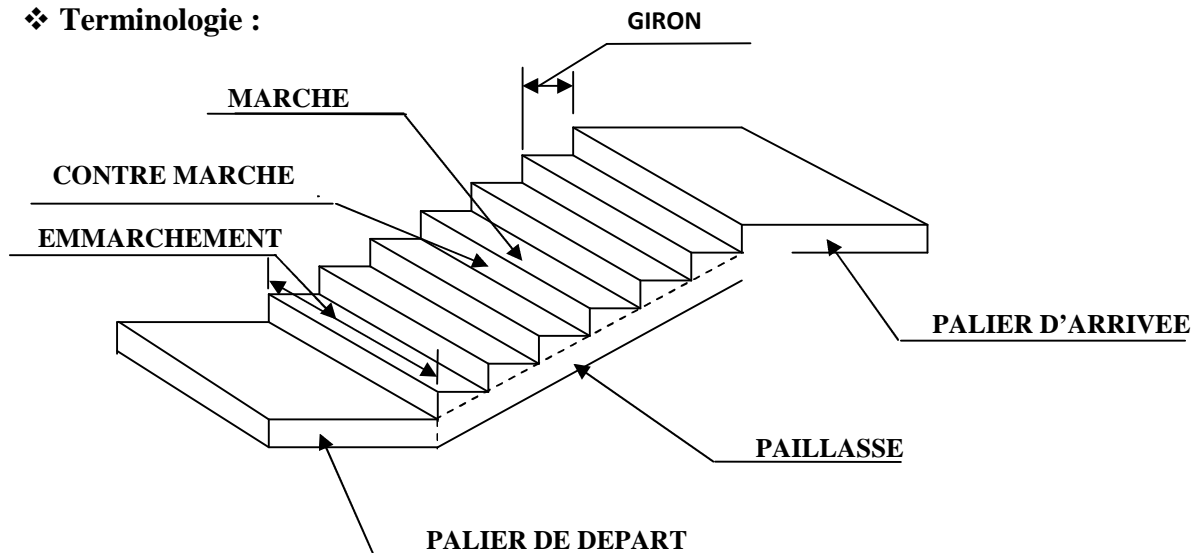 ❖ Terminologie :
GIRON
MARCHE
CONTRE MARCHE
EMMARCHEMENT
PALIER D’ARRIVEE
PAILLASSE
PALIER DE DEPART